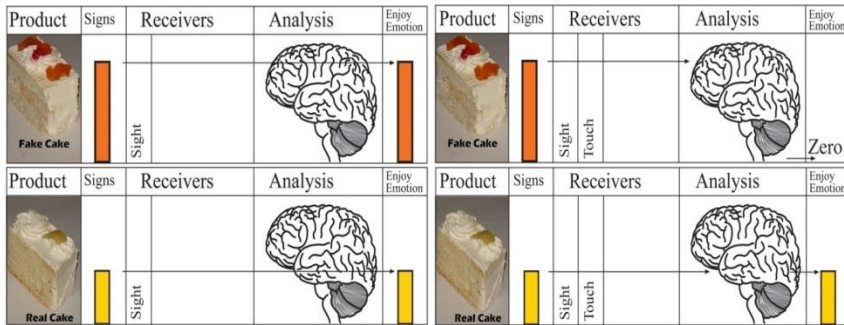 Product Signs Receivers Analysis Enjoy Emotion
Fake Cake
Sight
Product Signs Receivers Analysis Enjoy Emotion
Fake Cake
Sight
Touch
Zero
Product Signs Receivers Analysis Enjoy Emotion
Real Cake
Sight
Product Signs Receivers Analysis Enjoy Emotion
Real Cake
Sight
Touch